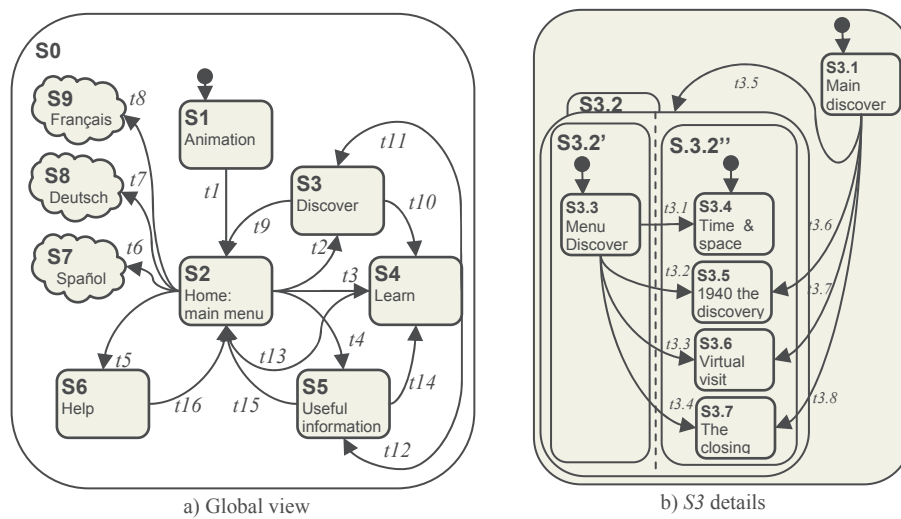 S0
S9
Français
t8
S1
Animation
S8
Deutsch
t7
t1
S7
Spañol
t6
S3
Discover
t11
t10
t9
t2
S2
Home:
main menu
t3
S4
Learn
t4
t13
t5
S6
Help
t16
t15
S5
Useful
information
t14
t12
a) Global view
S3.1
Main
discover
t3.5
S3.2
S3.2'
S.3.2''
S3.3
Menu
Discover
t3.1
S3.4
Time &
space
t3.6
t3.2
S3.5
1940 the
discovery
t3.7
t3.3
S3.6
Virtual
visit
t3.4
S3.7
The
closing
t3.8
b) S3 details